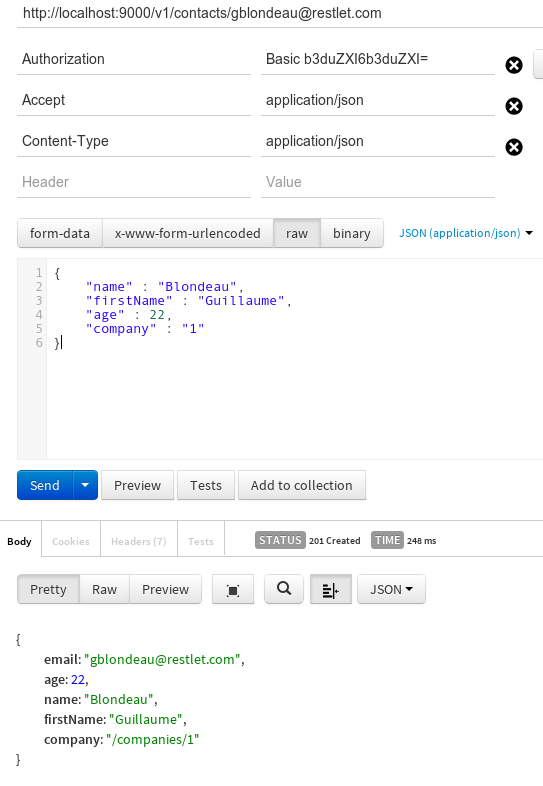 http://localhost:9000/v1/contacts/gblondeau@restlet.com
Authorization Basic b3duZXI6b3duZXI=
Accept application/json
Content-Type application/json
Header Value
form-data x-www-form-urlencoded raw binary JSON (application/json)
1 {
2 "name" : "Blondeau",
3 "firstName" : "Guillaume",
4 "age" : 22,
5 "company" : "1"
6 }
Send Preview Tests Add to collection
Body Cookies Headers (7) Tests STATUS 201 Created TIME 248 ms
Pretty Raw Preview JSON
{
email: "gblondeau@restlet.com",
age: 22,
name: "Blondeau",
firstName: "Guillaume",
company: "/companies/1"
}